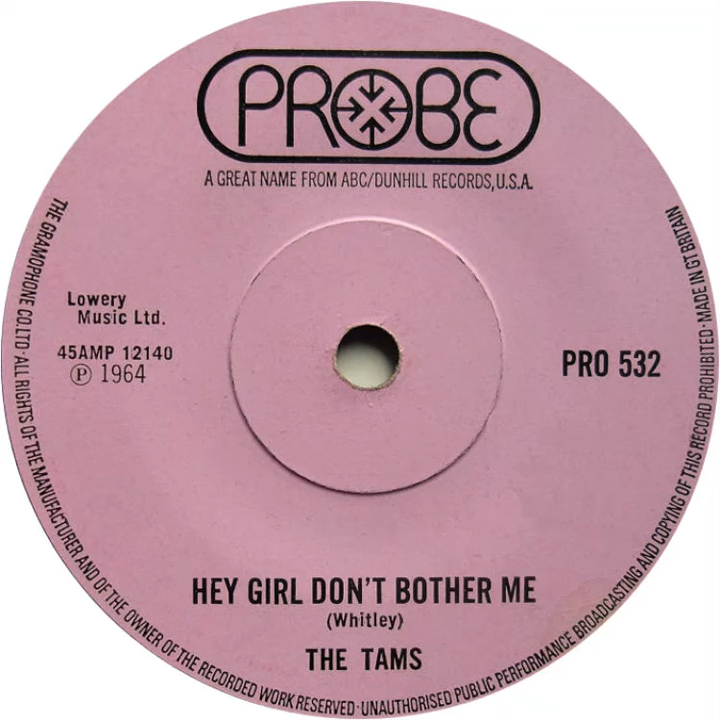 PROBE
A GREAT NAME FROM ABC/DUNHILL RECORDS, U.S.A.
THE GRAMOPHONE CO. LTD · ALL RIGHTS OF THE MANUFACTURER AND OF THE OWNER OF THE RECORDED WORK RESERVED · UNAUTHORISED PUBLIC PERFORMANCE BROADCASTING AND COPYING OF THIS RECORD PROHIBITED · MADE IN GT BRITAIN
Lowery
Music Ltd.
45AMP 12140
℗ 1964
PRO 532
HEY GIRL DON'T BOTHER ME
(Whitley)
THE TAMS